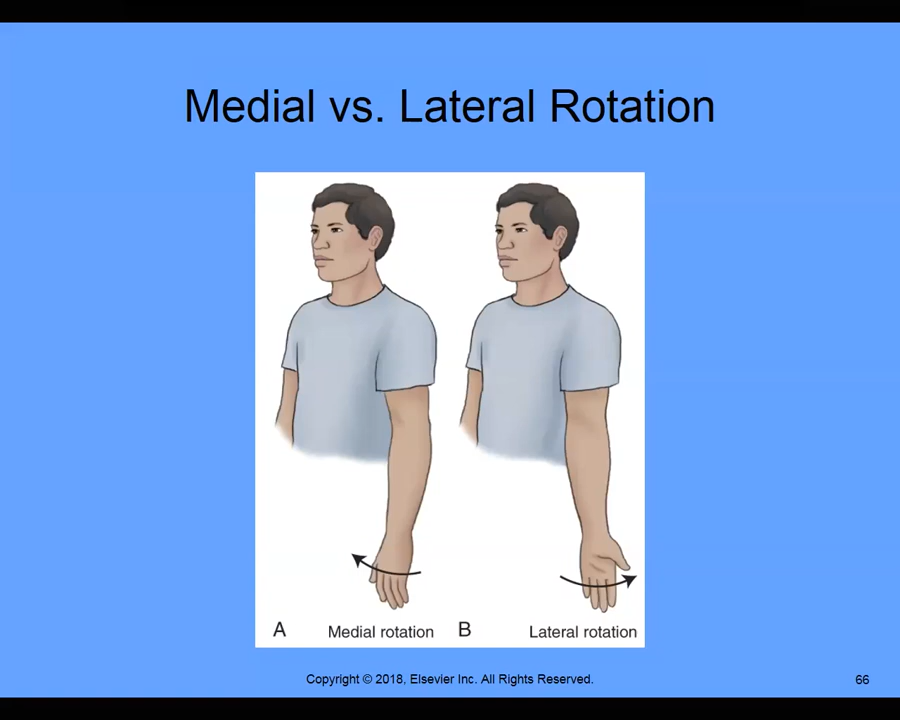 Medial vs. Lateral Rotation
A
Medial rotation
B
Lateral rotation
Copyright © 2018, Elsevier Inc. All Rights Reserved.
66